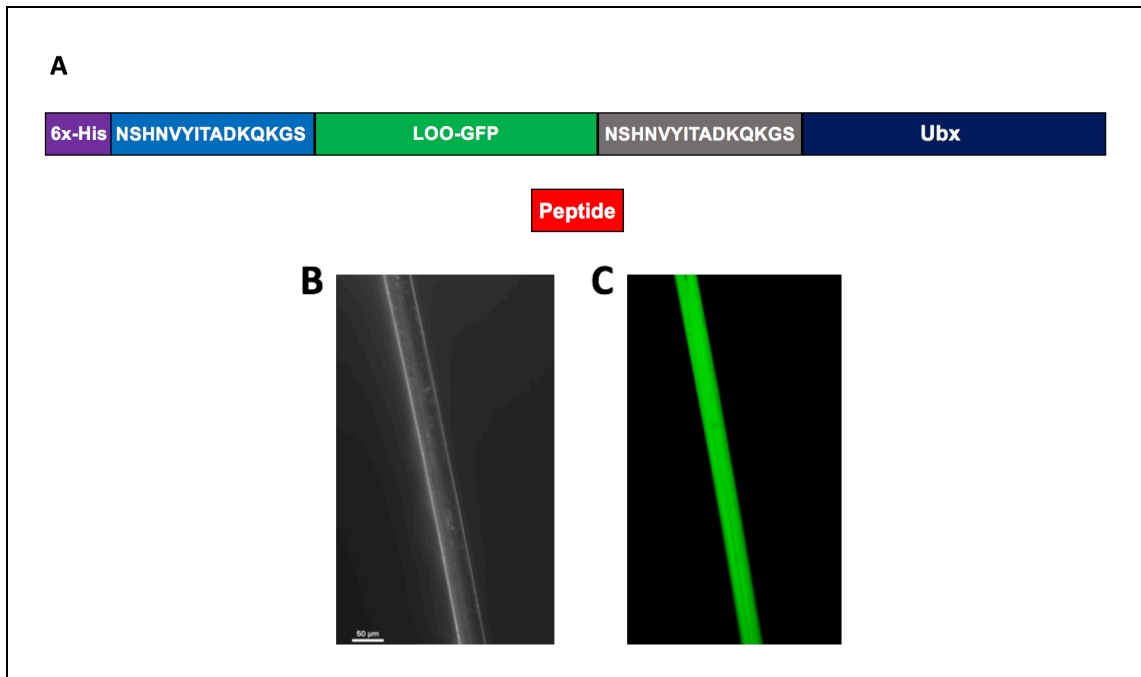 A
6x-His NSHNVYITADKQKGS LOO-GFP NSHNVYITADKQKGS Ubx
Peptide
B C
50 µm